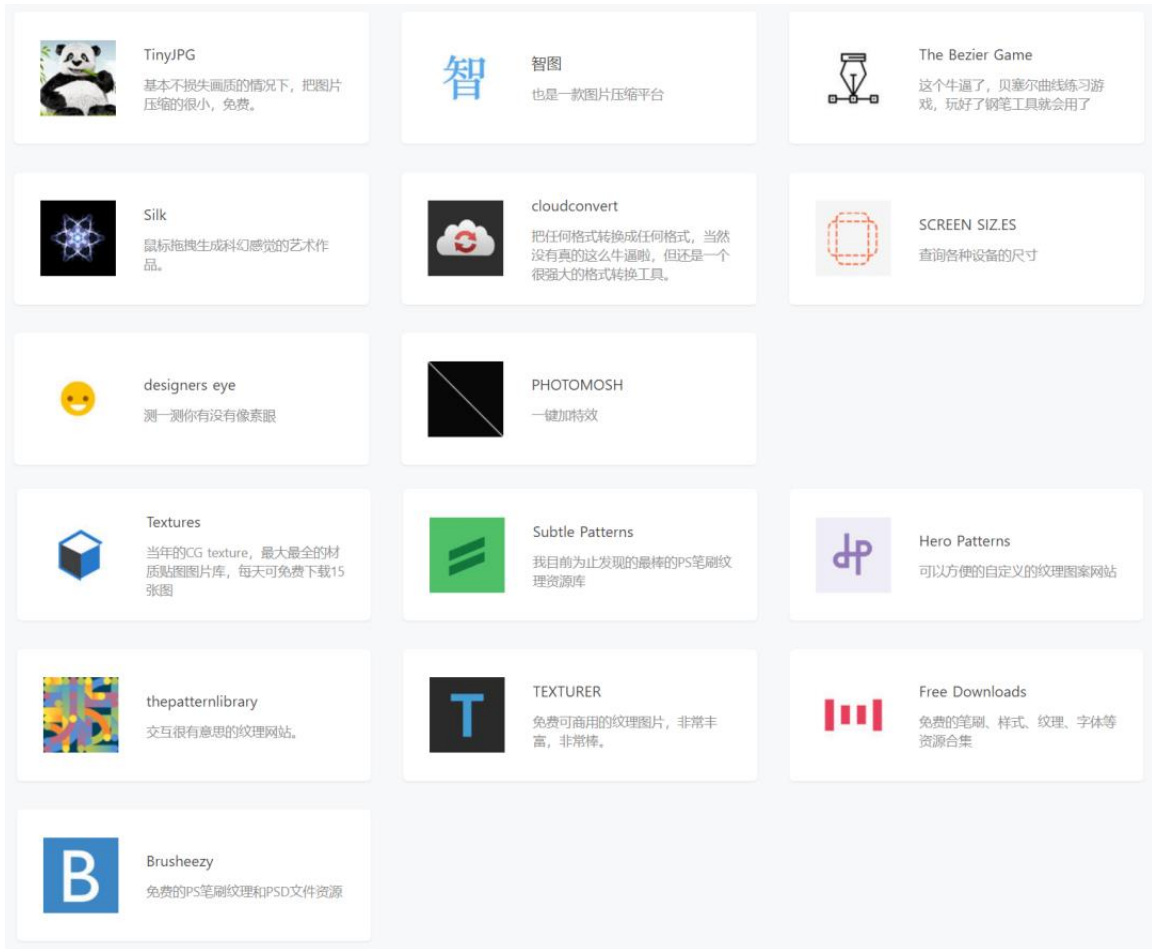 TinyJPG
基本不损失画质的情况下，把图片
压缩的很小，免费。
智
智图
也是一款图片压缩平台
The Bezier Game
这个牛逼了，贝塞尔曲线练习游
戏，玩好了钢笔工具就会用了
Silk
鼠标拖拽生成科幻感觉的艺术作
品。
cloudconvert
把任何格式转换成任何格式，当然
没有真的这么牛逼啦，但还是一个
很强大的格式转换工具。
SCREEN SIZ.ES
查询各种设备的尺寸
designers eye
测一测你有没有像素眼
PHOTOMOSH
一键加特效
Textures
当年的CG texture，最大最全的材
质贴图图片库，每天可免费下载15
张图
Subtle Patterns
我目前为止发现的最棒的PS笔刷纹
理资源库
Hero Patterns
可以方便的自定义的纹理图案网站
thepatternlibrary
交互很有意思的纹理网站。
T
TEXTURER
免费可商用的纹理图片，非常丰
富，非常棒。
Free Downloads
免费的笔刷、样式、纹理、字体等
资源合集
B
Brusheezy
免费的PS笔刷纹理和PSD文件资源